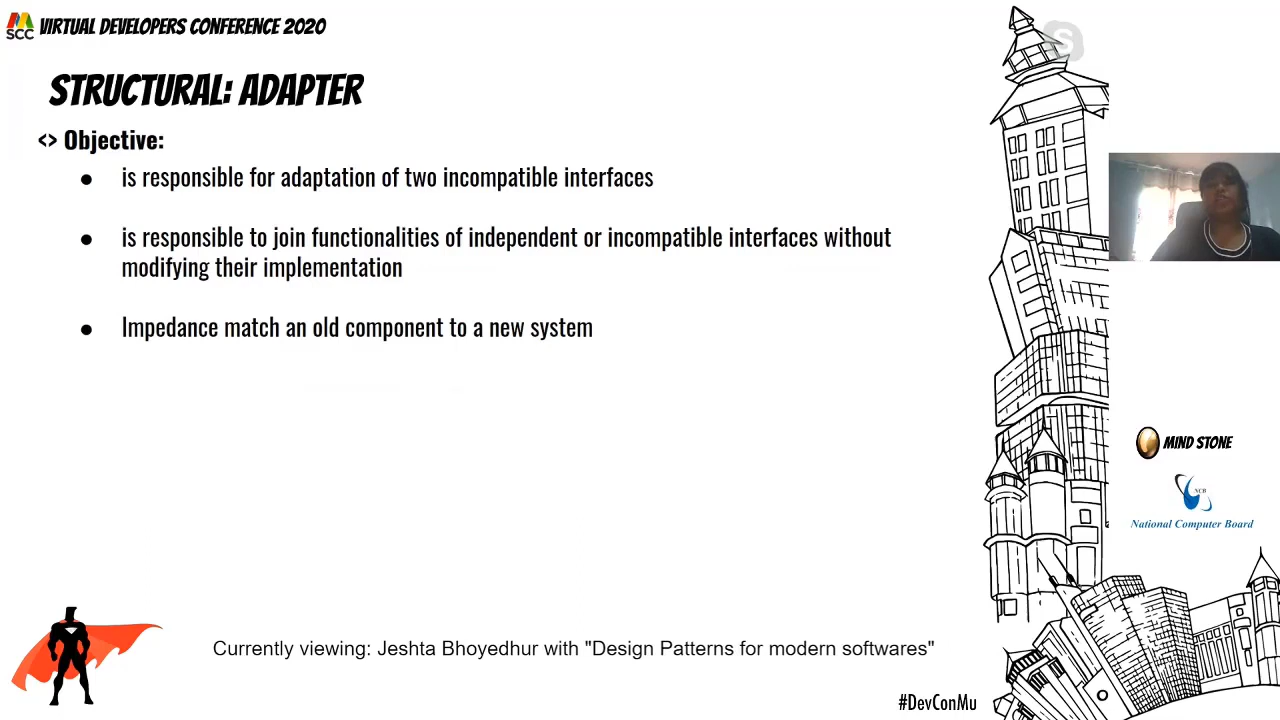 SCC
VIRTUAL DEVELOPERS CONFERENCE 2020
S
STRUCTURAL: ADAPTER
<> Objective:
● is responsible for adaptation of two incompatible interfaces
● is responsible to join functionalities of independent or incompatible interfaces without
modifying their implementation
● Impedance match an old component to a new system
MIND STONE
NCB
National Computer Board
Currently viewing: Jeshta Bhoyedhur with "Design Patterns for modern softwares"
#DevConMu